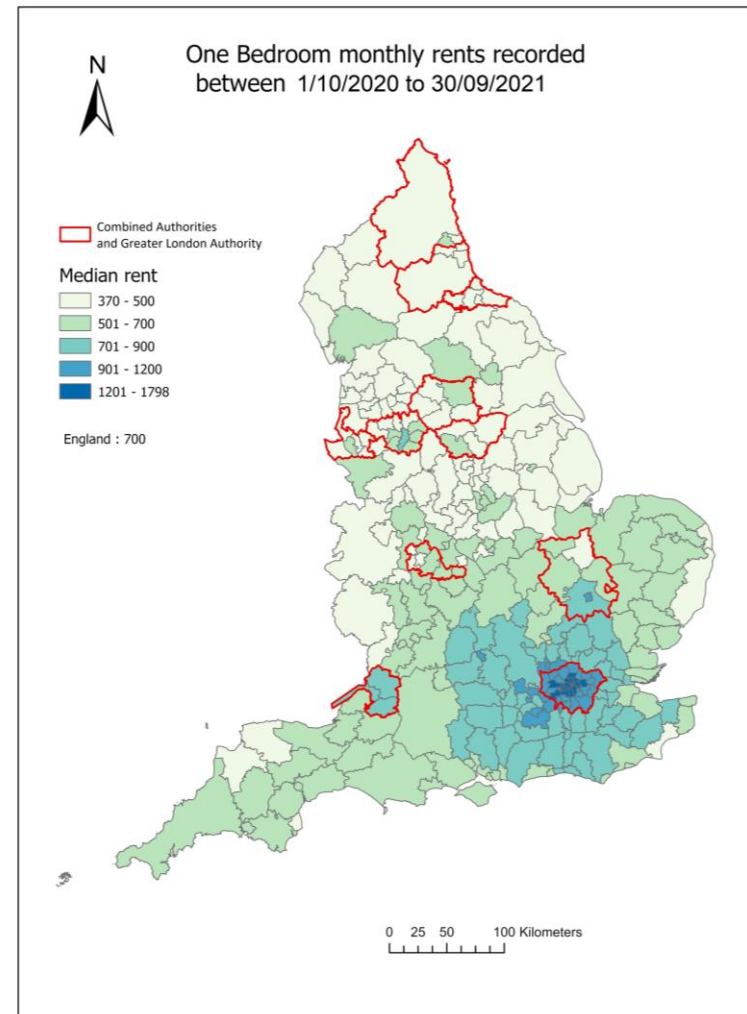 One Bedroom monthly rents recorded
between 1/10/2020 to 30/09/2021
N
Combined Authorities
and Greater London Authority
Median rent
370 - 500
501 - 700
701 - 900
901 - 1200
1201 - 1798
England : 700
0 25 50 100 Kilometers